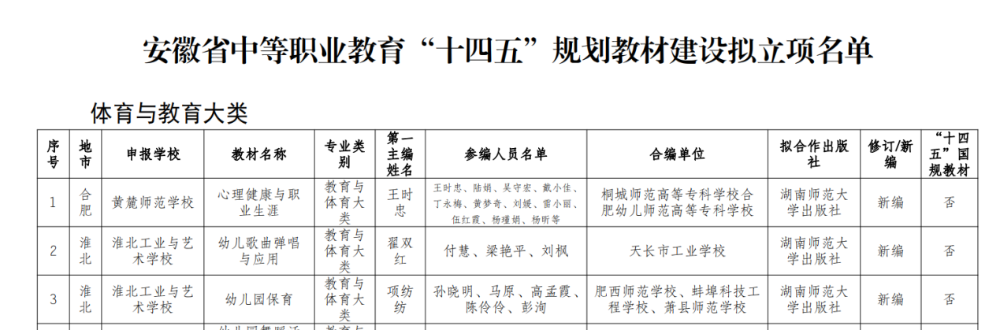 安徽省中等职业教育“十四五”规划教材建设拟立项名单
体育与教育大类
序号 地市 申报学校 教材名称 专业类别 第一主编姓名 参编人员名单 合编单位 拟合作出版社 修订/新编 “十四五”国规教材
1 合肥 黄麓师范学校 心理健康与职业生涯 教育与体育大类 王时忠 王时忠、陆娟、吴守宏、戴小佳、丁永梅、黄梦奇、刘媛、雷小丽、伍红霞、杨瑾娟、杨昕等 桐城师范高等专科学校合肥幼儿师范高等专科学校 湖南师范大学出版社 新编 否
2 淮北 淮北工业与艺术学校 幼儿歌曲弹唱与应用 教育与体育大类 翟双红 付慧、梁艳平、刘枫 天长市工业学校 湖南师范大学出版社 新编 否
3 淮北 淮北工业与艺术学校 幼儿园保育 教育与体育大类 项纺纺 孙晓明、马原、高孟霞、陈伶伶、彭洵 肥西师范学校、蚌埠科技工程学校、萧县师范学校 湖南师范大学出版社 新编 否